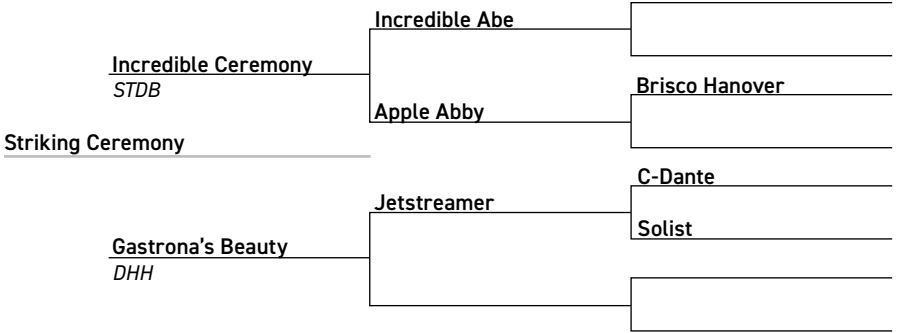 Incredible Abe
Incredible Ceremony
STDB
Brisco Hanover
Apple Abby
Striking Ceremony
C-Dante
Jetstreamer
Solist
Gastrona's Beauty
DHH